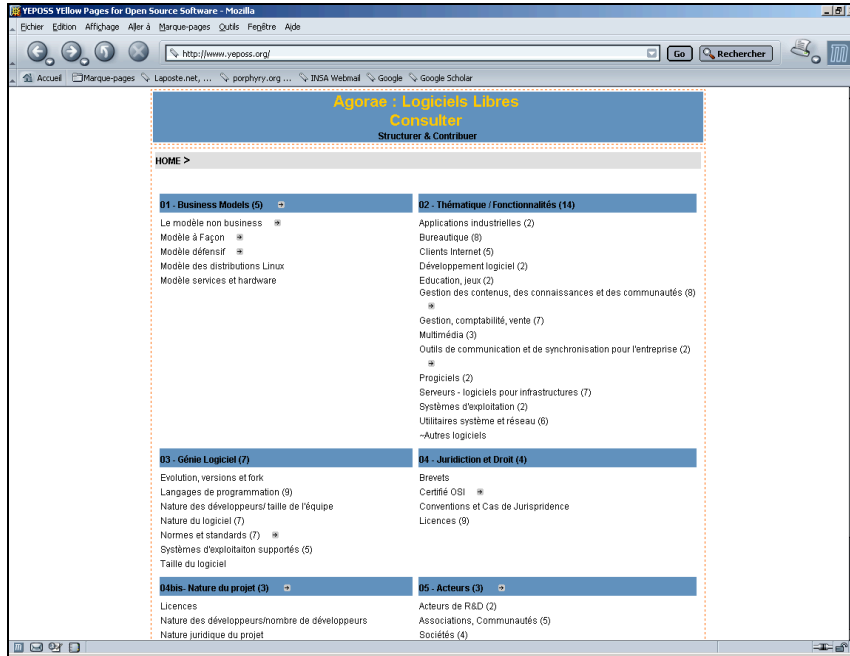 YEPOSS YEllow Pages for Open Source Software - Mozilla
Fichier Edition Affichage Aller à Marque-pages Outils Fenêtre Aide
http://www.yeposs.org/ Go Rechercher
Accueil Marque-pages Laposte.net, ... porphyry.org ... INSA Webmail Google Google Scholar
Agorae : Logiciels Libres
Consulter
Structurer & Contribuer
HOME >
01 - Business Models (5)
Le modèle non business
Modèle à Façon
Modèle défensif
Modèle des distributions Linux
Modèle services et hardware
02 - Thématique / Fonctionnalités (14)
Applications industrielles (2)
Bureautique (8)
Clients Internet (5)
Développement logiciel (2)
Education, jeux (2)
Gestion des contenus, des connaissances et des communautés (8)
Gestion, comptabilité, vente (7)
Multimédia (3)
Outils de communication et de synchronisation pour l'entreprise (2)
Progiciels (2)
Serveurs - logiciels pour infrastructures (7)
Systèmes d'exploitation (2)
Utilitaires système et réseau (6)
~Autres logiciels
03 - Génie Logiciel (7)
Evolution, versions et fork
Langages de programmation (9)
Nature des développeurs/ taille de l'équipe
Nature du logiciel (7)
Normes et standards (7)
Systèmes d'exploitaiton supportés (5)
Taille du logiciel
04 - Juridiction et Droit (4)
Brevets
Certifié OSI
Conventions et Cas de Jurispridence
Licences (9)
04bis- Nature du projet (3)
Licences
Nature des développeurs/nombre de développeurs
Nature juridique du projet
05 - Acteurs (3)
Acteurs de R&D (2)
Associations, Communautés (5)
Sociétés (4)